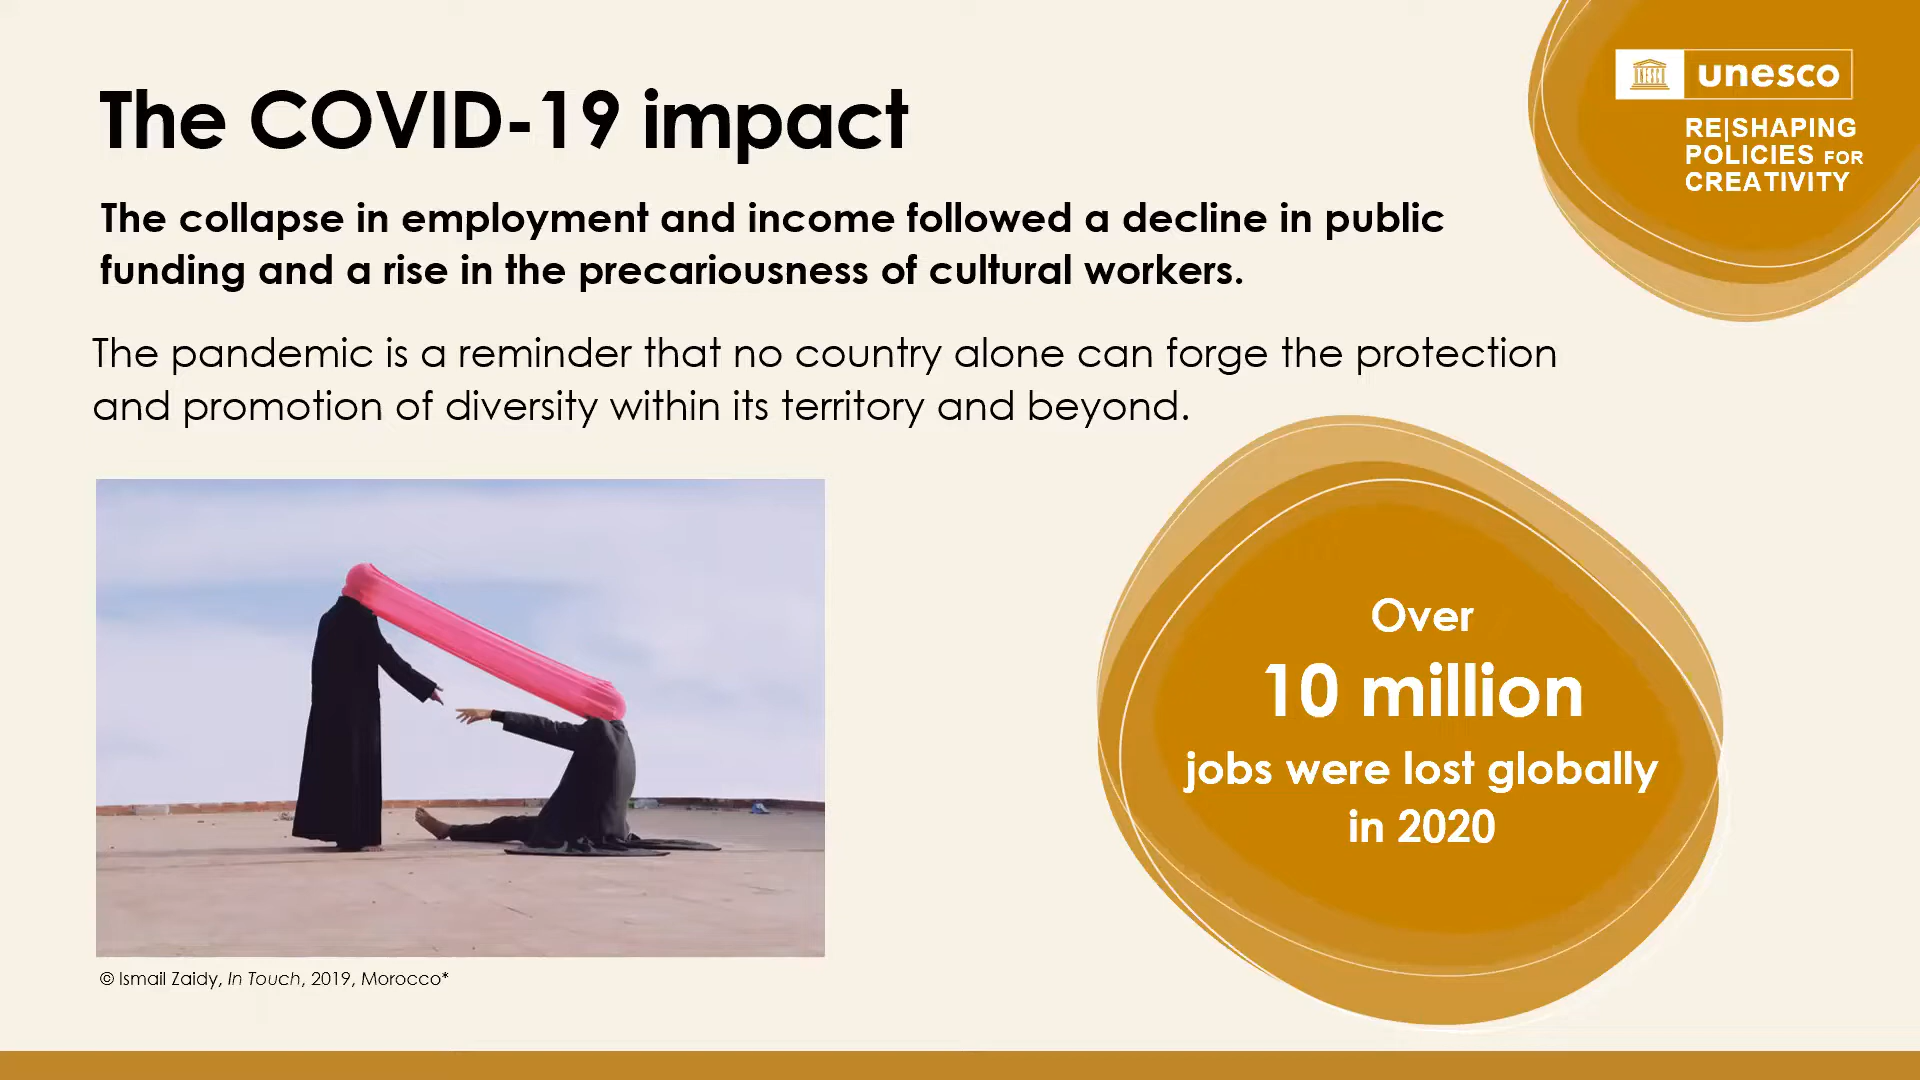 The COVID-19 impact
The collapse in employment and income followed a decline in public
funding and a rise in the precariousness of cultural workers.
The pandemic is a reminder that no country alone can forge the protection
and promotion of diversity within its territory and beyond.
© Ismail Zaidy, In Touch, 2019, Morocco*
Over
10 million
jobs were lost globally
in 2020
unesco
RE|SHAPING
POLICIES FOR
CREATIVITY